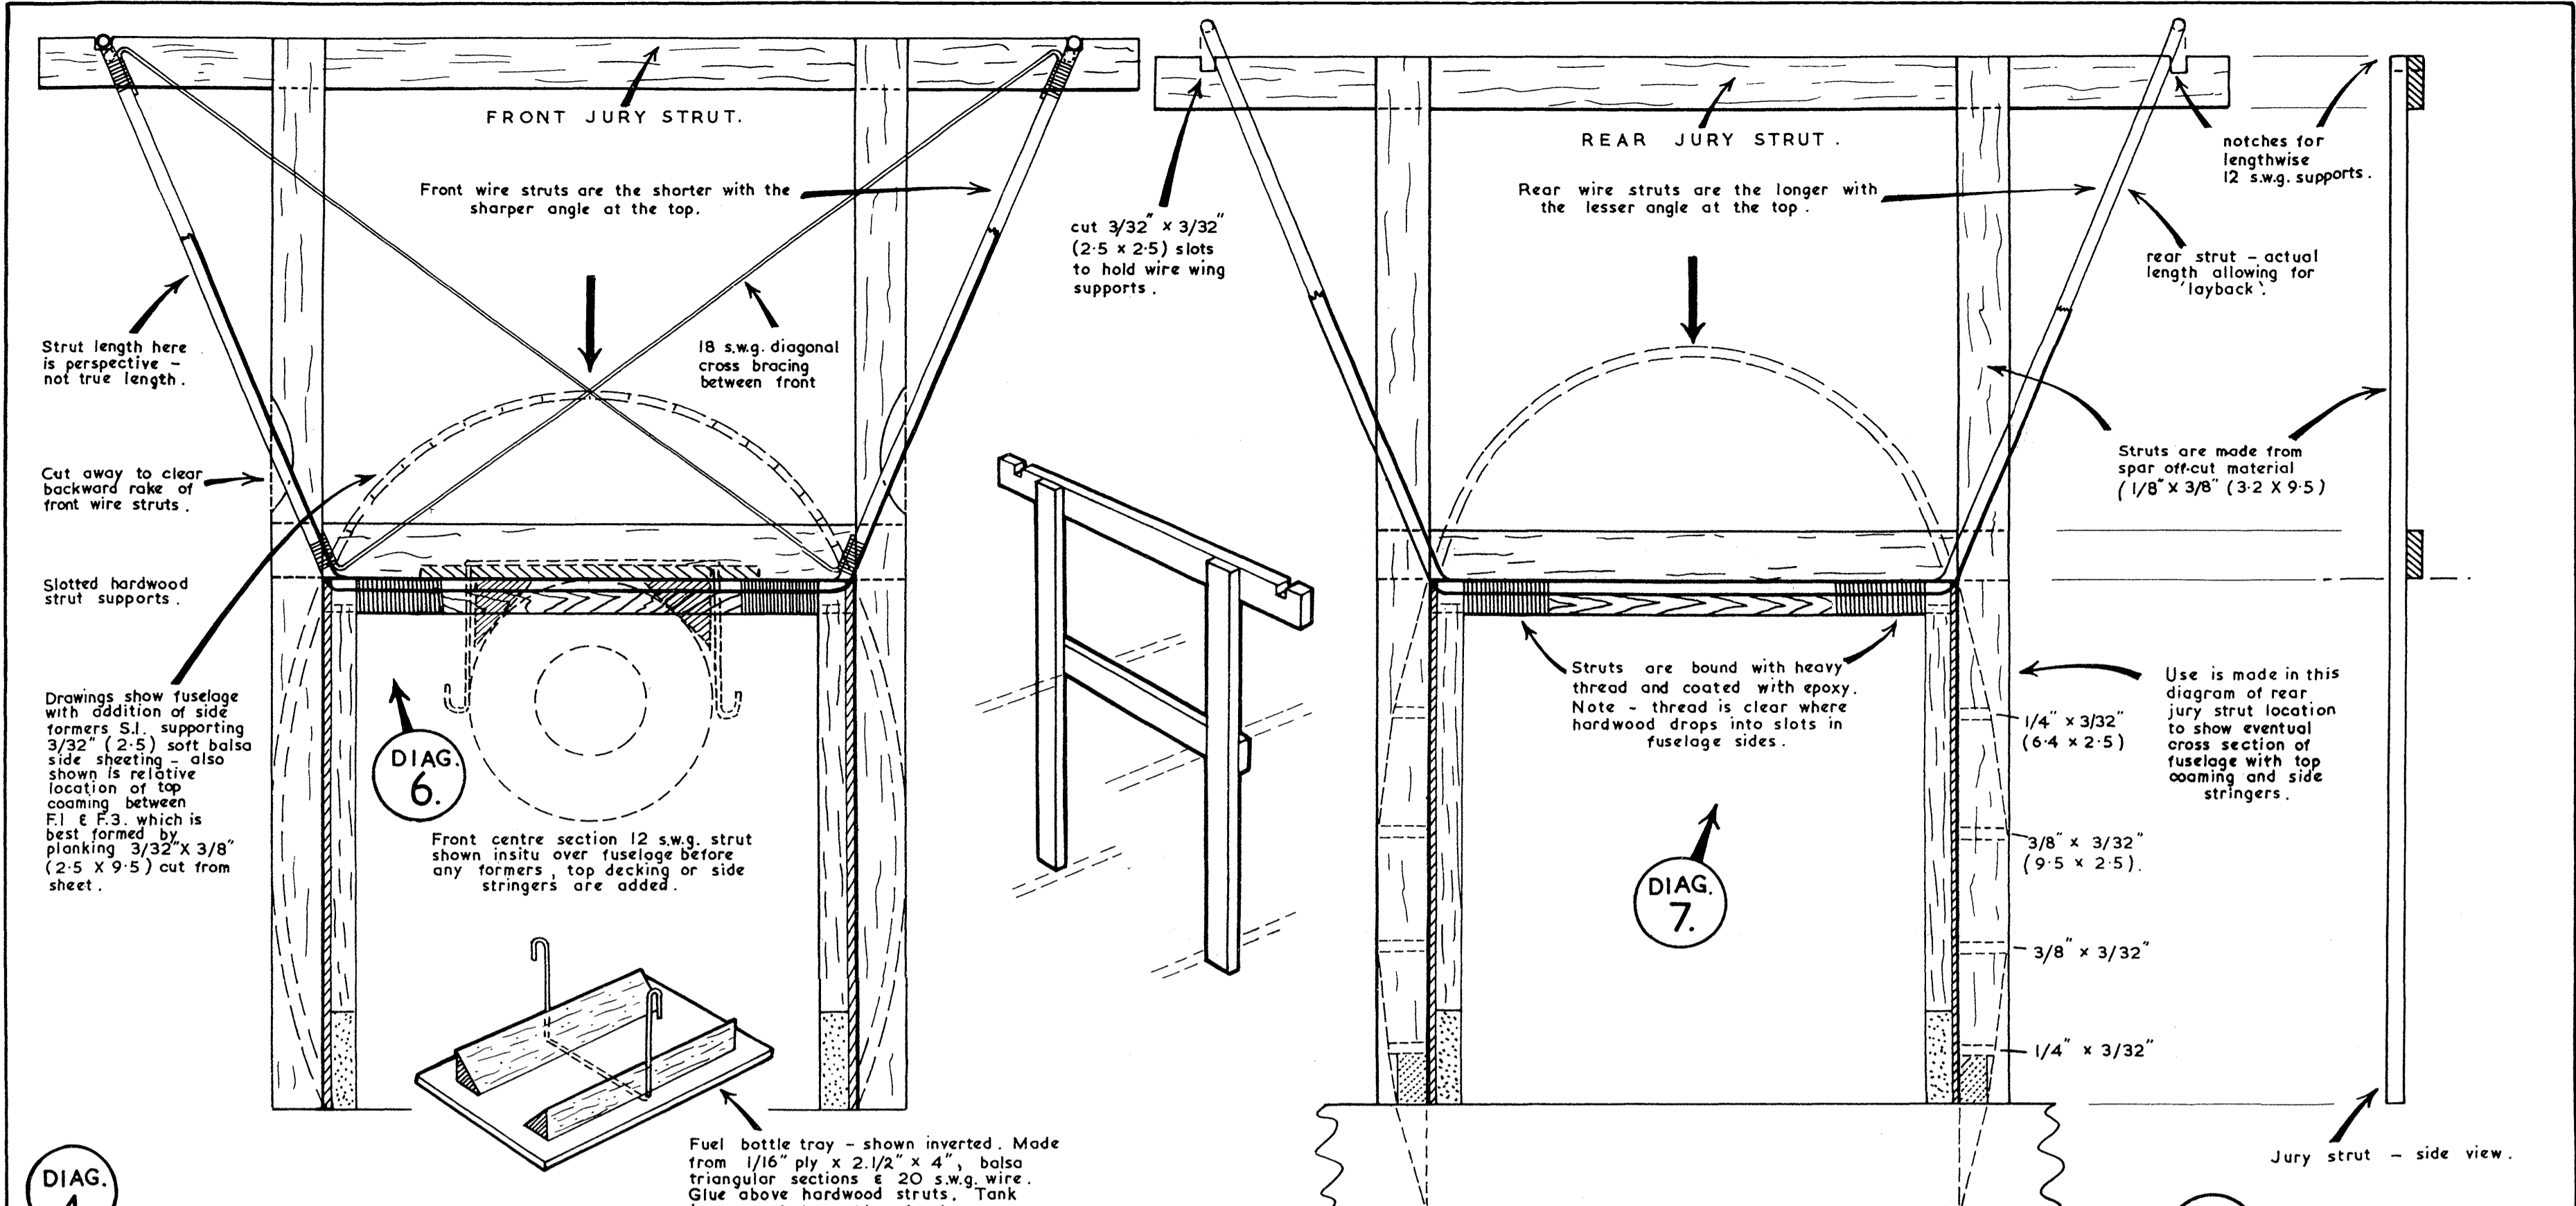 FRONT JURY STRUT.
Front wire struts are the shorter with the
sharper angle at the top.
Strut length here
is perspective –
not true length.
18 s.w.g. diagonal
cross bracing
between front
Cut away to clear
backward rake of
front wire struts.
Slotted hardwood
strut supports.
Drawings show fuselage
with addition of side
formers S.1. supporting
3/32" (2·5) soft balsa
side sheeting – also
shown is relative
location of top
coaming between
F.1 & F.3. which is
best formed by
planking 3/32" X 3/8"
(2·5 X 9·5) cut from
sheet.
DIAG.
6.
Front centre section 12 s.w.g. strut
shown insitu over fuselage before
any formers, top decking or side
stringers are added.
Fuel bottle tray – shown inverted. Made
from 1/16" ply x 2.1/2" x 4", balsa
triangular sections & 20 s.w.g. wire.
Glue above hardwood struts. Tank
DIAG.
cut 3/32" x 3/32"
(2·5 x 2·5) slots
to hold wire wing
supports.
REAR JURY STRUT.
Rear wire struts are the longer with
the lesser angle at the top.
notches for
lengthwise
12 s.w.g. supports.
rear strut – actual
length allowing for
'layback'.
Struts are made from
spar off-cut material
(1/8" X 3/8" (3·2 X 9·5)
Struts are bound with heavy
thread and coated with epoxy.
Note – thread is clear where
hardwood drops into slots in
fuselage sides.
DIAG.
7.
Use is made in this
diagram of rear
jury strut location
to show eventual
cross section of
fuselage with top
coaming and side
stringers.
1/4" x 3/32"
(6·4 x 2·5)
3/8" x 3/32"
(9·5 x 2·5).
3/8" x 3/32"
1/4" x 3/32"
Jury strut – side view.